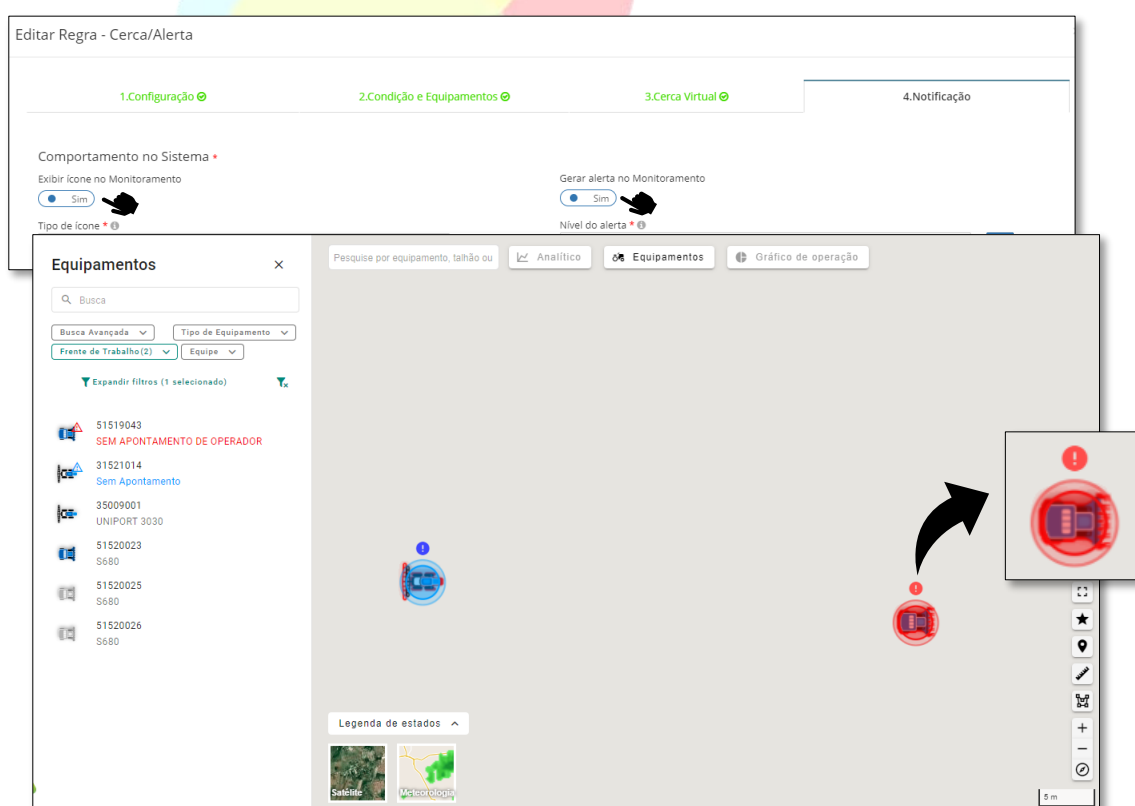 Editar Regra - Cerca/Alerta
1.Configuração
2.Condição e Equipamentos
3.Cerca Virtual
4.Notificação
Comportamento no Sistema *
Exibir ícone no Monitoramento
Gerar alerta no Monitoramento
Sim
Sim
Tipo de ícone *
Nível do alerta *
Equipamentos
Busca
Busca Avançada
Tipo de Equipamento
Frente de Trabalho(2)
Equipe
Expandir filtros (1 selecionado)
51519043
SEM APONTAMENTO DE OPERADOR
31521014
Sem Apontamento
35009001
UNIPORT 3030
51520023
S680
51520025
S680
51520026
S680
Pesquise por equipamento, talhão ou
Analítico
Equipamentos
Gráfico de operação
Legenda de estados
Satélite
Meteorologia
5 m